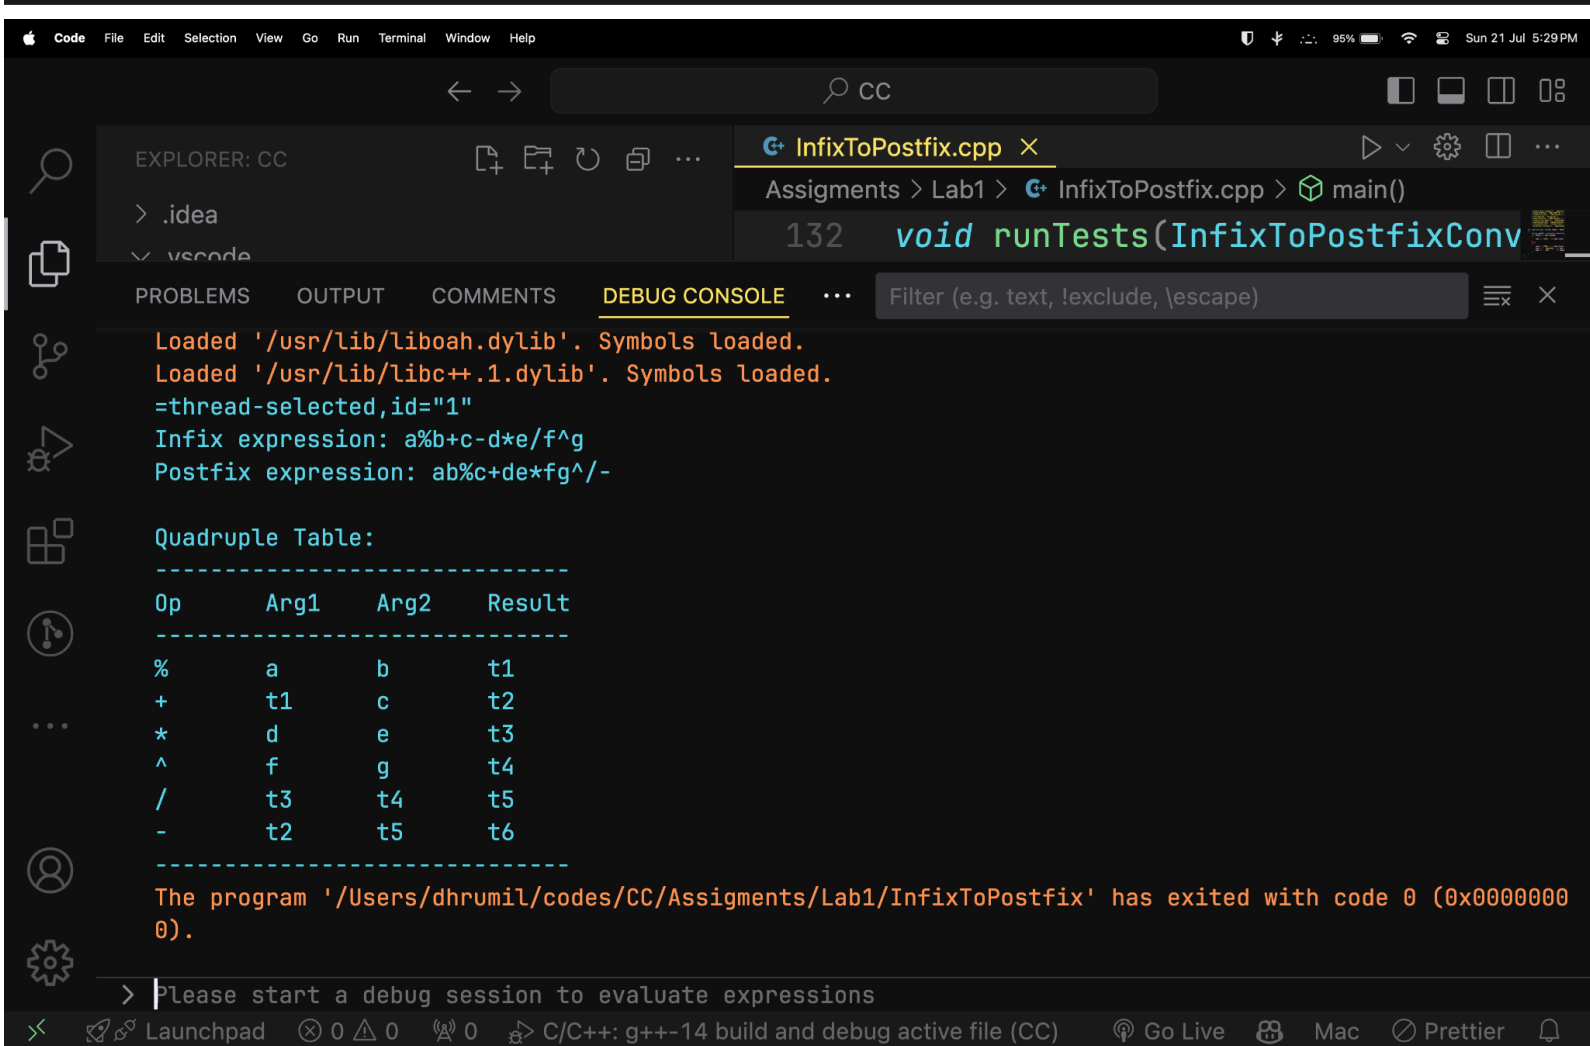 Code File Edit Selection View Go Run Terminal Window Help 95% Sun 21 Jul 5:29 PM
CC
EXPLORER: CC
InfixToPostfix.cpp
Assigments > Lab1 > InfixToPostfix.cpp > main()
> .idea
132 void runTests(InfixToPostfixConv
.vscode
PROBLEMS OUTPUT COMMENTS DEBUG CONSOLE ... Filter (e.g. text, !exclude, \escape)
Loaded '/usr/lib/liboah.dylib'. Symbols loaded.
Loaded '/usr/lib/libc++.1.dylib'. Symbols loaded.
=thread-selected,id="1"
Infix expression: a%b+c-d*e/f^g
Postfix expression: ab%c+de*fg^/-
Quadruple Table:
------------------------------
Op Arg1 Arg2 Result
------------------------------
% a b t1
+ t1 c t2
* d e t3
^ f g t4
/ t3 t4 t5
- t2 t5 t6
------------------------------
The program '/Users/dhrumil/codes/CC/Assigments/Lab1/InfixToPostfix' has exited with code 0 (0x0000000
0).
> Please start a debug session to evaluate expressions
Launchpad 0 0 0 C/C++: g++-14 build and debug active file (CC) Go Live Mac Prettier